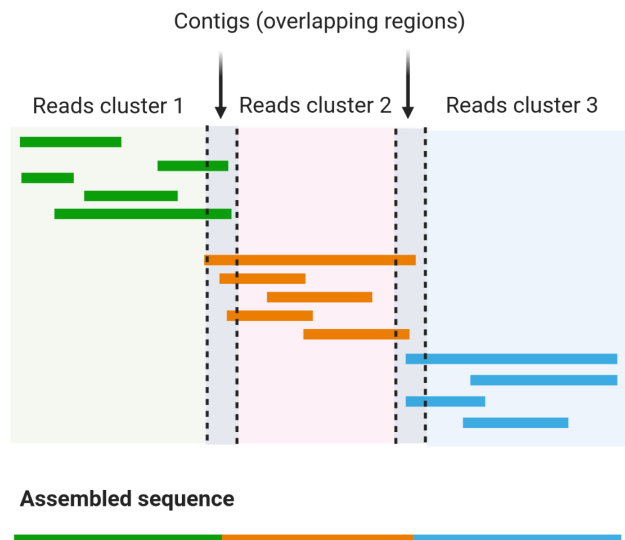 Contigs (overlapping regions)
Reads cluster 1
Reads cluster 2
Reads cluster 3
Assembled sequence